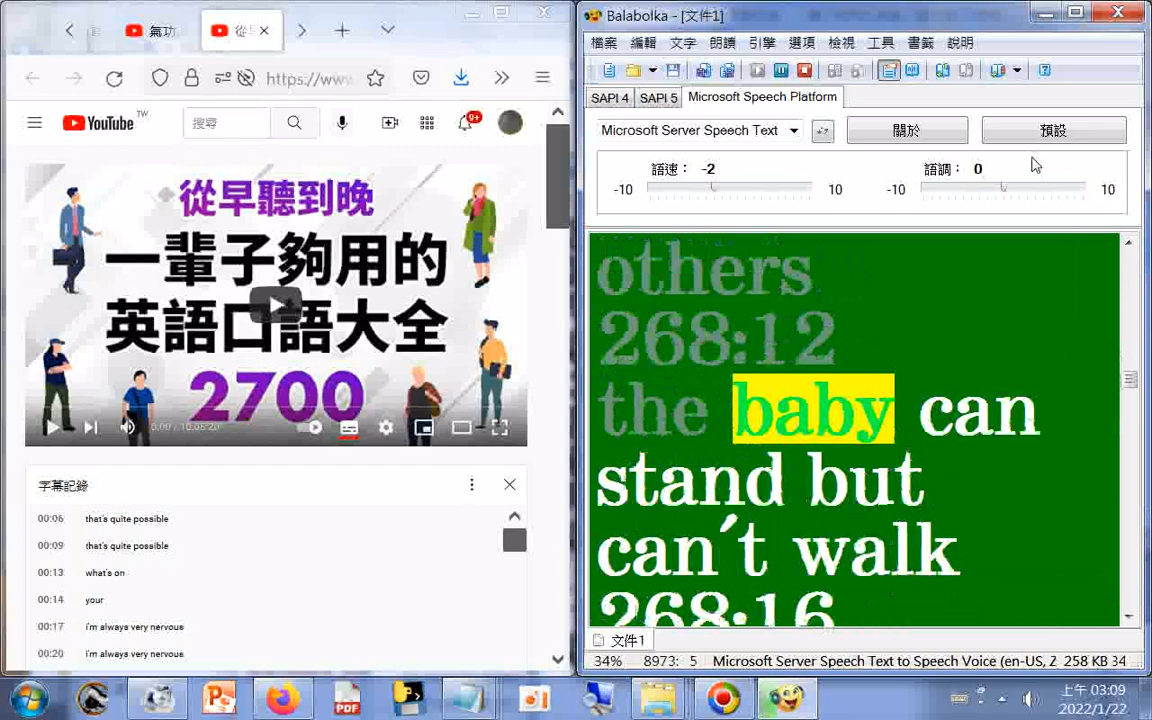 氣功
從
https://www
YouTube TW
搜尋
9+
從早聽到晚
一輩子夠用的
英語口語大全
2700
0:00 / 10:05:20
字幕記錄
00:06 that's quite possible
00:09 that's quite possible
00:13 what's on
00:14 your
00:17 i'm always very nervous
00:20 i'm always very nervous
Balabolka - [文件1]
檔案 編輯 文字 朗讀 引擎 選項 檢視 工具 書籤 說明
SAPI 4 SAPI 5 Microsoft Speech Platform
Microsoft Server Speech Text 關於 預設
語速: -2 語調: 0
-10 10 -10 10
others
268:12
the baby can
stand but
can´t walk
268:16
文件1
34% 8973: 5 Microsoft Server Speech Text to Speech Voice (en-US, Z 258 KB 34
PDF
上午 03:09
2022/1/22